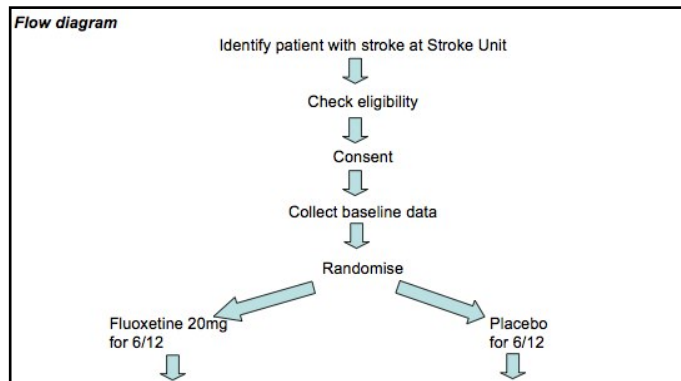 Flow diagram
Identify patient with stroke at Stroke Unit
Check eligibility
Consent
Collect baseline data
Randomise
Fluoxetine 20mg
for 6/12
Placebo
for 6/12